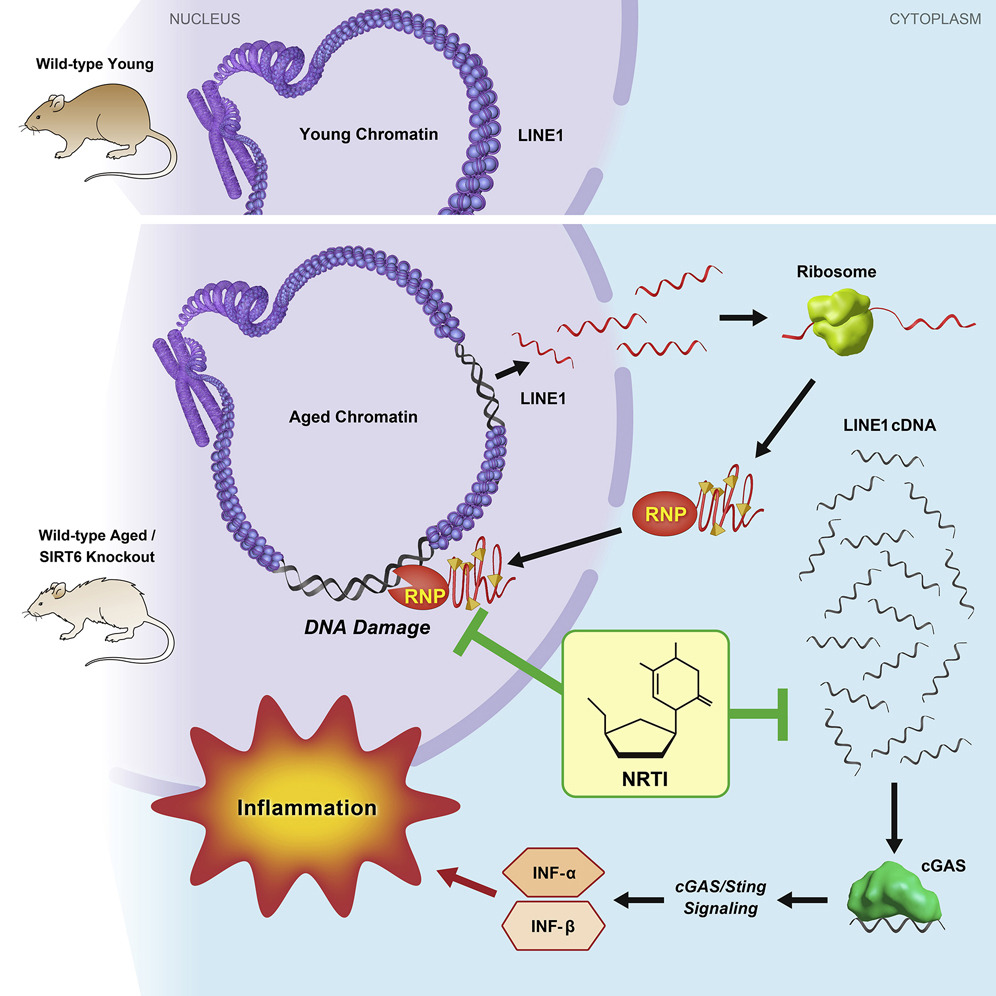 NUCLEUS
CYTOPLASM
Wild-type Young
Young Chromatin
LINE1
Ribosome
LINE1
Aged Chromatin
LINE1 cDNA
RNP
Wild-type Aged /
SIRT6 Knockout
RNP
DNA Damage
NRTI
Inflammation
cGAS
INF-α
cGAS/Sting
Signaling
INF-β